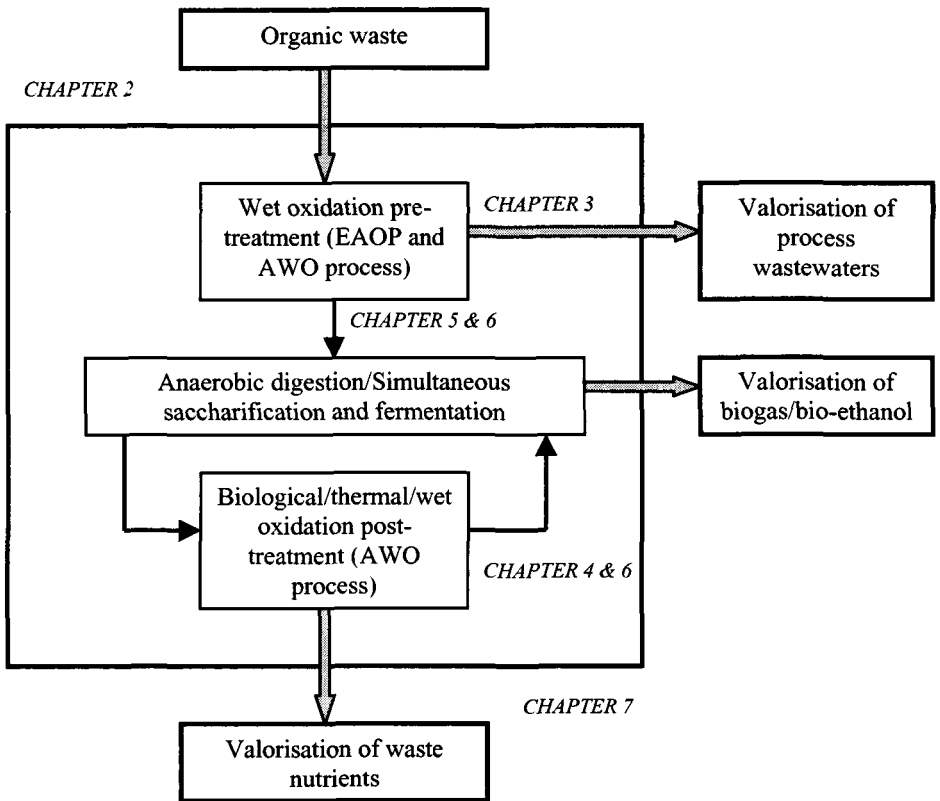 Organic waste
CHAPTER 2
Wet oxidation pre-
treatment (EAOP and
AWO process)
CHAPTER 3
Valorisation of
process
wastewaters
CHAPTER 5 & 6
Anaerobic digestion/Simultaneous
saccharification and fermentation
Valorisation of
biogas/bio-ethanol
Biological/thermal/wet
oxidation post-
treatment (AWO
process)
CHAPTER 4 & 6
CHAPTER 7
Valorisation of waste
nutrients